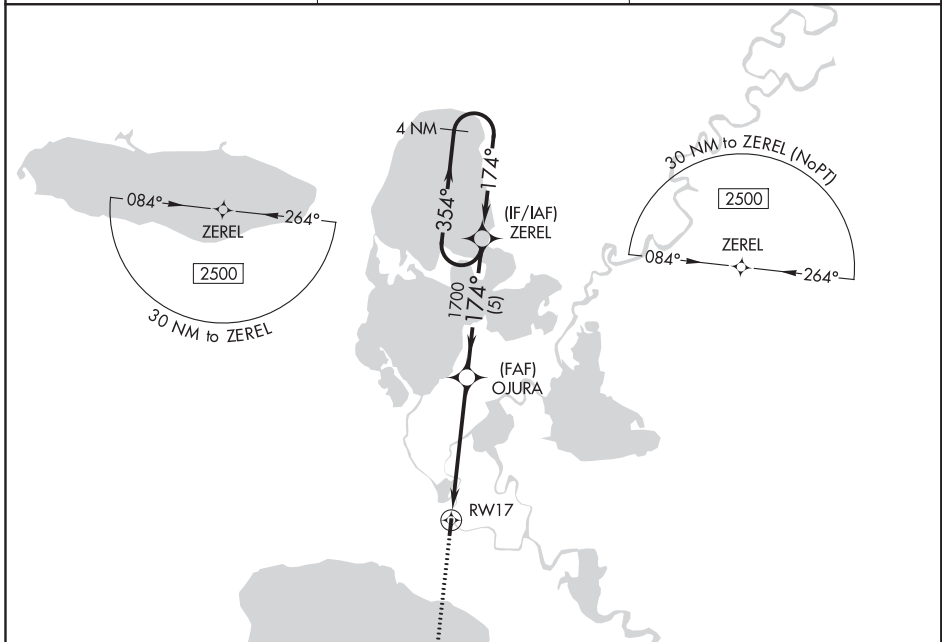 4 NM
174°
354°
(IF/IAF)
ZEREL
1700
174°
(5)
(FAF)
OJURA
RW17
084°
264°
ZEREL
2500
30 NM to ZEREL
30 NM to ZEREL (NoPT)
2500
ZEREL
084°
264°